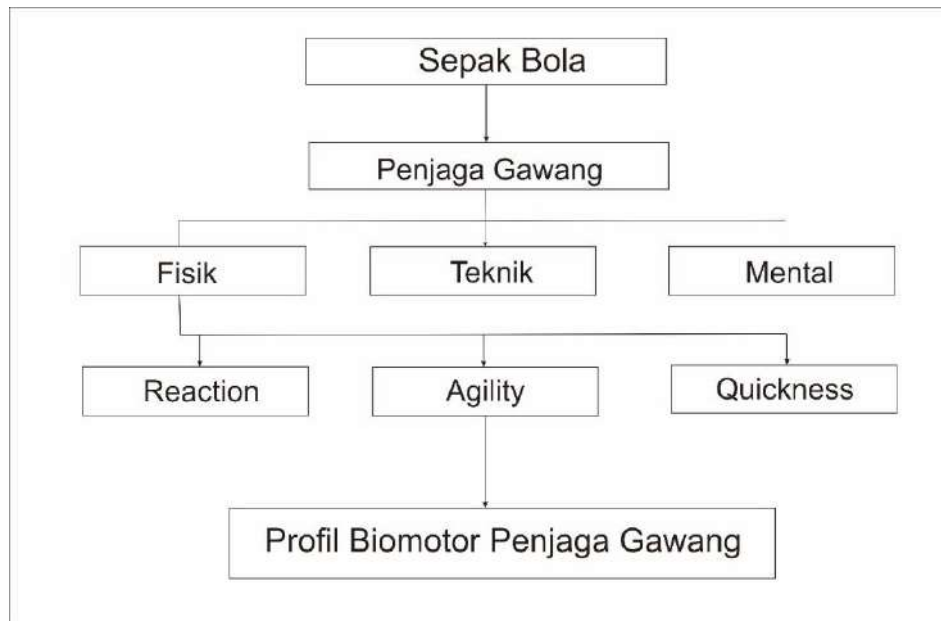 Sepak Bola
Penjaga Gawang
Fisik
Teknik
Mental
Reaction
Agility
Quickness
Profil Biomotor Penjaga Gawang